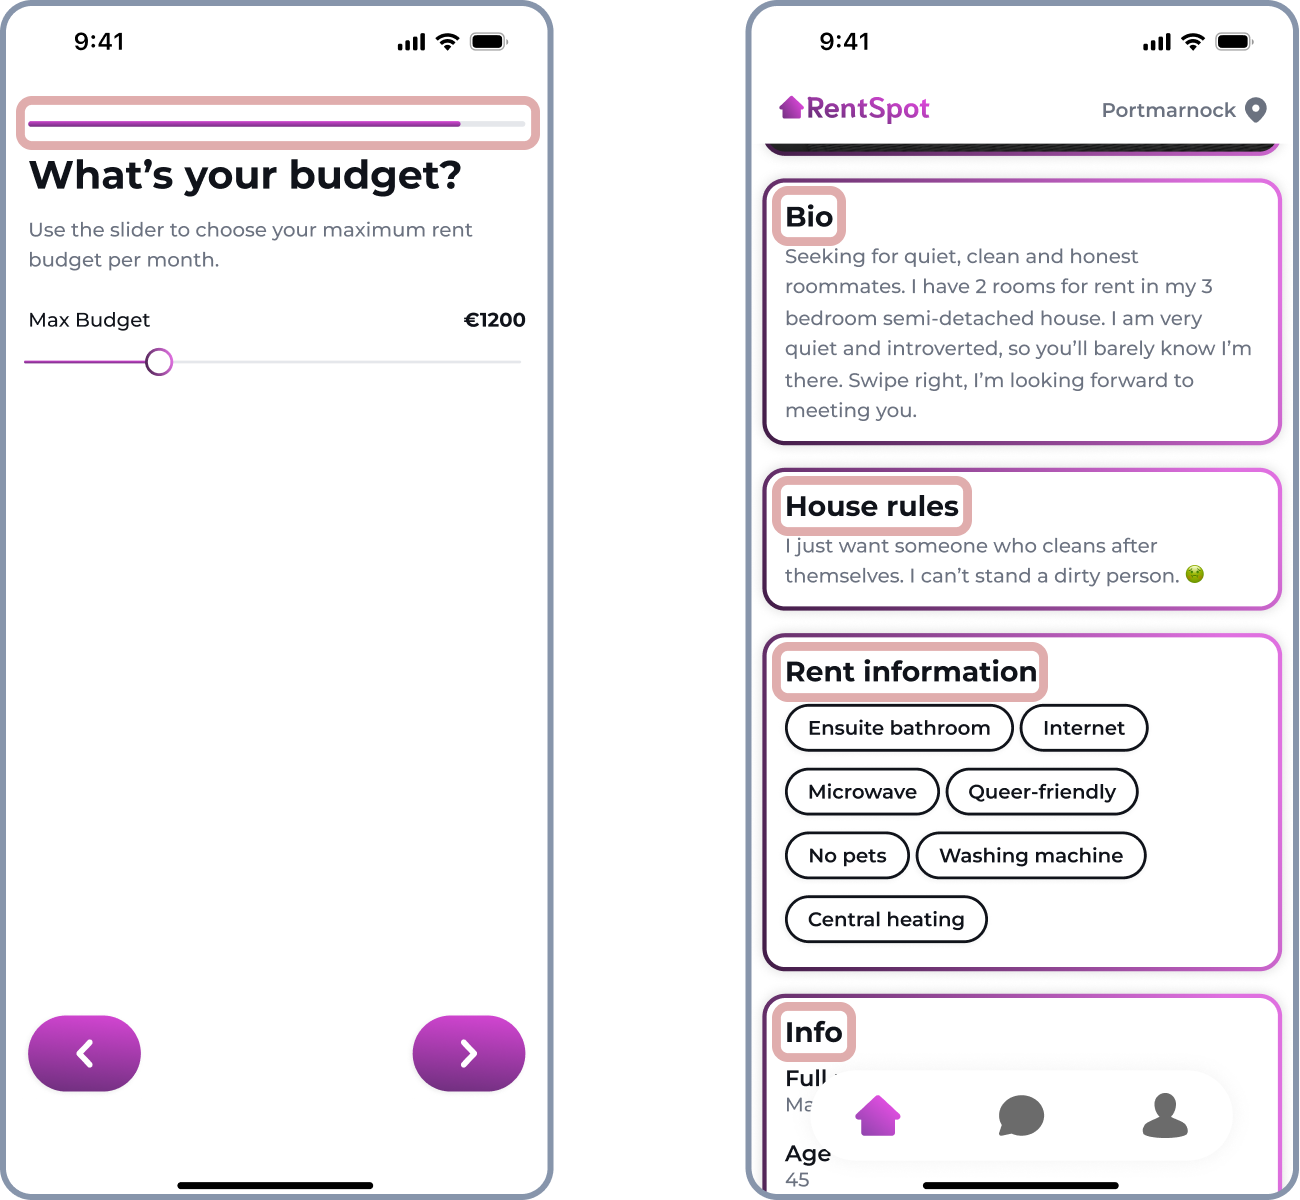 9:41
What’s your budget?
Use the slider to choose your maximum rent
budget per month.
Max Budget €1200
9:41
RentSpot Portmarnock
Bio
Seeking for quiet, clean and honest
roommates. I have 2 rooms for rent in my 3
bedroom semi-detached house. I am very
quiet and introverted, so you’ll barely know I’m
there. Swipe right, I’m looking forward to
meeting you.
House rules
I just want someone who cleans after
themselves. I can’t stand a dirty person. 🤢
Rent information
Ensuite bathroom Internet
Microwave Queer-friendly
No pets Washing machine
Central heating
Info
Full
Age
45